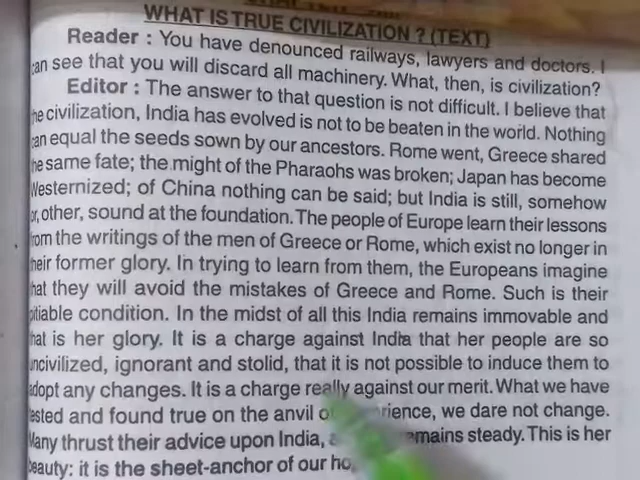 WHAT IS TRUE CIVILIZATION ? (TEXT)
Reader : You have denounced railways, lawyers and doctors. I
can see that you will discard all machinery. What, then, is civilization?
Editor : The answer to that question is not difficult. I believe that
the civilization, India has evolved is not to be beaten in the world. Nothing
can equal the seeds sown by our ancestors. Rome went, Greece shared
the same fate; the might of the Pharaohs was broken; Japan has become
Westernized; of China nothing can be said; but India is still, somehow
or, other, sound at the foundation. The people of Europe learn their lessons
from the writings of the men of Greece or Rome, which exist no longer in
their former glory. In trying to learn from them, the Europeans imagine
that they will avoid the mistakes of Greece and Rome. Such is their
pitiable condition. In the midst of all this India remains immovable and
that is her glory. It is a charge against India that her people are so
uncivilized, ignorant and stolid, that it is not possible to induce them to
adopt any changes. It is a charge really against our merit. What we have
tested and found true on the anvil we dare not change.
Many thrust their advice upon India, remains steady. This is her
beauty: it is the sheet-anchor of our